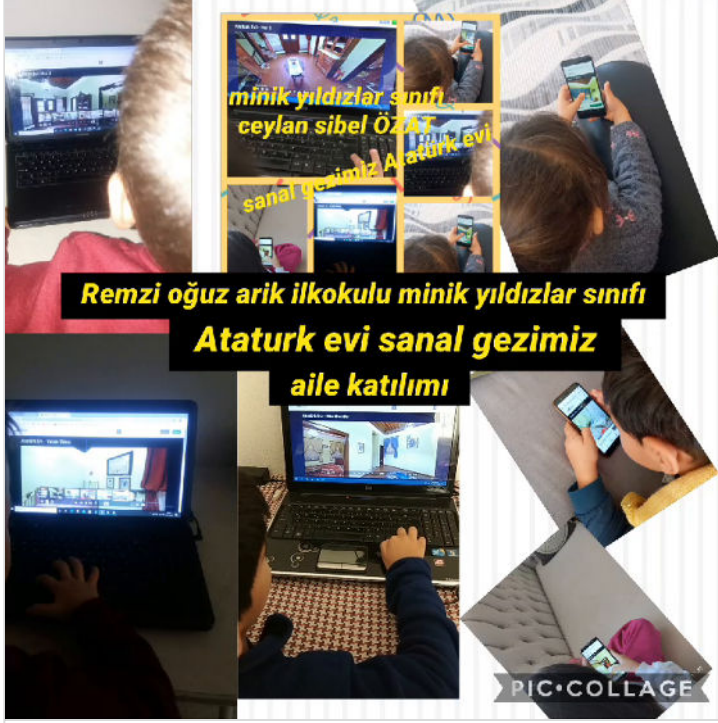 minik yıldızlar sınıfı
ceylan sibel ÖZAT
sanal gezimiz Ataturk evi
Remzi oğuz arik ilkokulu minik yıldızlar sınıfı
Ataturk evi sanal gezimiz
aile katılımı
PIC•COLLAGE